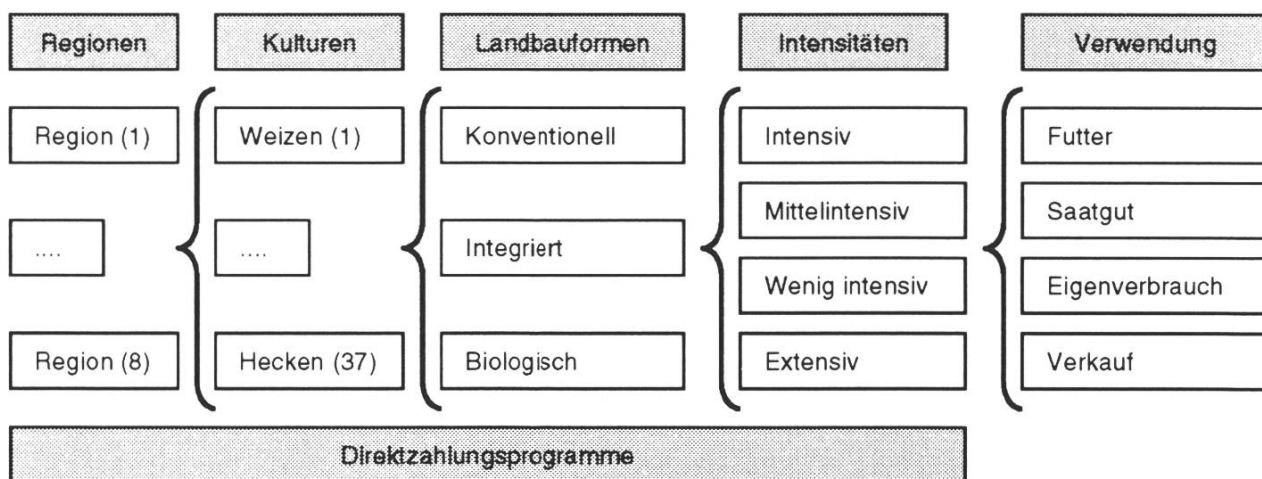 Regionen
Kulturen
Landbauformen
Intensitäten
Verwendung
Region (1)
Weizen (1)
Konventionell
Intensiv
Futter
Mittelintensiv
Saatgut
....
....
Integriert
Wenig intensiv
Eigenverbrauch
Region (8)
Hecken (37)
Biologisch
Extensiv
Verkauf
Direktzahlungsprogramme